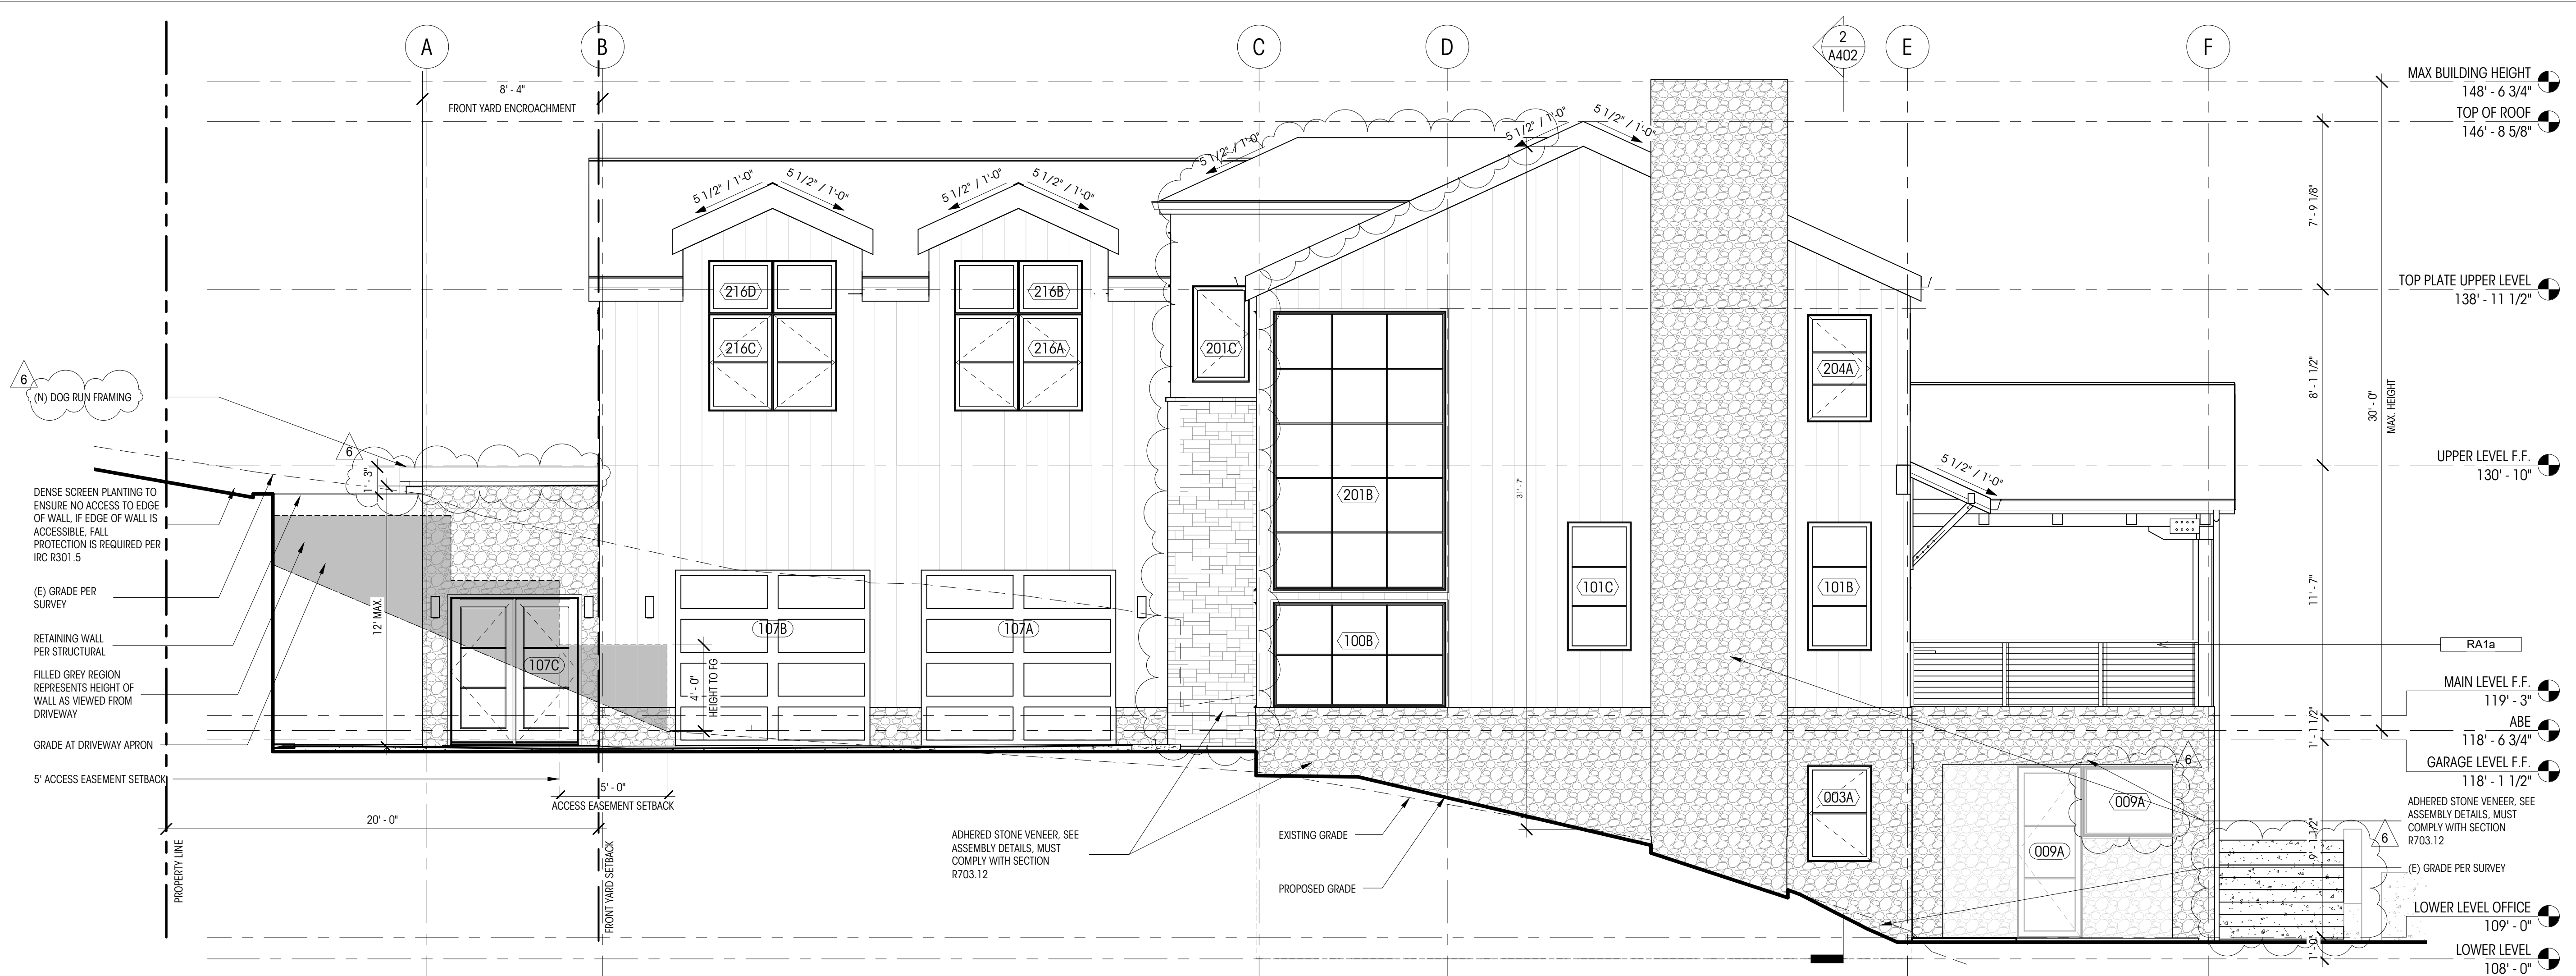 A
B
C
D
2
A402
E
F
MAX BUILDING HEIGHT
148' - 6 3/4"
TOP OF ROOF
146' - 8 5/8"
8' - 4"
FRONT YARD ENCROACHMENT
5 1/2" / 1'-0"
5 1/2" / 1'-0"
5 1/2" / 1'-0"
5 1/2" / 1'-0"
5 1/2" / 1'-0"
5 1/2" / 1'-0"
5 1/2" / 1'-0"
7' - 9 1/8"
TOP PLATE UPPER LEVEL
138' - 11 1/2"
216D
216B
216C
216A
201C
204A
8' - 1 1/2"
30' - 0"
MAX. HEIGHT
6
(N) DOG RUN FRAMING
6
1' - 3"
UPPER LEVEL F.F.
130' - 10"
5 1/2" / 1'-0"
DENSE SCREEN PLANTING TO
ENSURE NO ACCESS TO EDGE
OF WALL, IF EDGE OF WALL IS
ACCESSIBLE, FALL
PROTECTION IS REQUIRED PER
IRC R301.5
31' - 7"
201B
101C
101B
11' - 7"
(E) GRADE PER
SURVEY
12' MAX.
107B
107A
100B
RETAINING WALL
PER STRUCTURAL
RA1a
107C
FILLED GREY REGION
REPRESENTS HEIGHT OF
WALL AS VIEWED FROM
DRIVEWAY
4' - 0"
HEIGHT TO FG
MAIN LEVEL F.F.
119' - 3"
1' - 1 1/2"
ABE
118' - 6 3/4"
GRADE AT DRIVEWAY APRON
GARAGE LEVEL F.F.
118' - 1 1/2"
6
5' ACCESS EASEMENT SETBACK
5' - 0"
ACCESS EASEMENT SETBACK
003A
009A
ADHERED STONE VENEER, SEE
ASSEMBLY DETAILS, MUST
COMPLY WITH SECTION
R703.12
20' - 0"
ADHERED STONE VENEER, SEE
ASSEMBLY DETAILS, MUST
COMPLY WITH SECTION
R703.12
EXISTING GRADE
PROPOSED GRADE
009A
9' - 1 1/2"
6
(E) GRADE PER SURVEY
PROPERTY LINE
FRONT YARD SETBACK
LOWER LEVEL OFFICE
109' - 0"
1' - 0"
LOWER LEVEL
108' - 0"